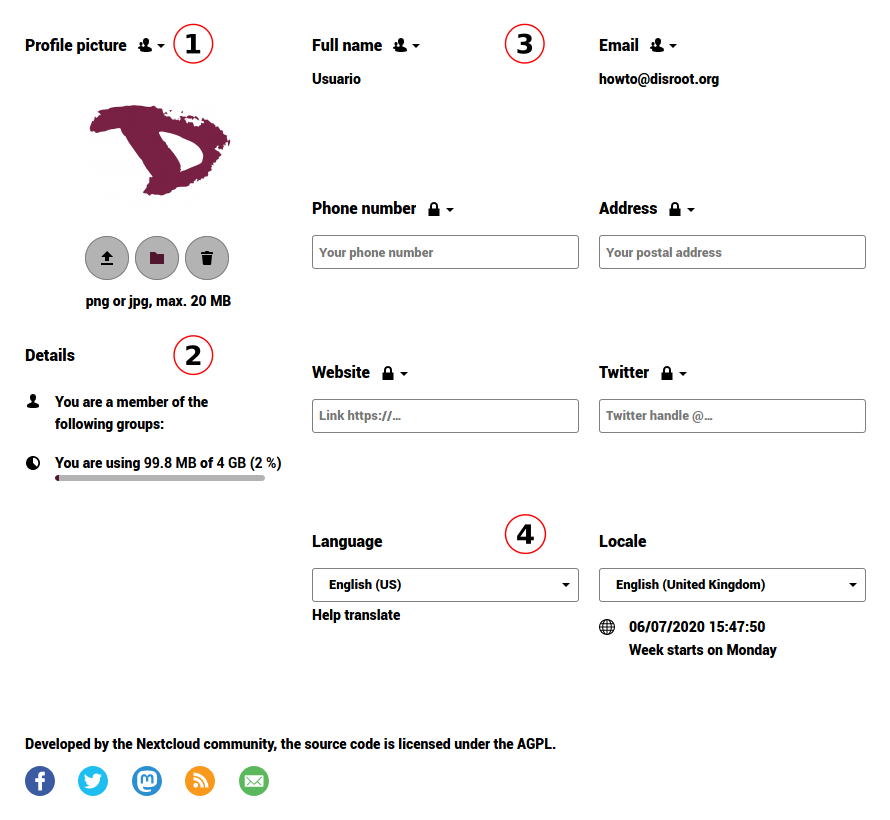 Profile picture
1
Full name
3
Email
Usuario
howto@disroot.org
Phone number
Address
Your phone number
Your postal address
png or jpg, max. 20 MB
Details
2
Website
Twitter
You are a member of the
following groups:
Link https://…
Twitter handle @…
You are using 99.8 MB of 4 GB (2 %)
Language
4
Locale
English (US)
English (United Kingdom)
Help translate
06/07/2020 15:47:50
Week starts on Monday
Developed by the Nextcloud community, the source code is licensed under the AGPL.